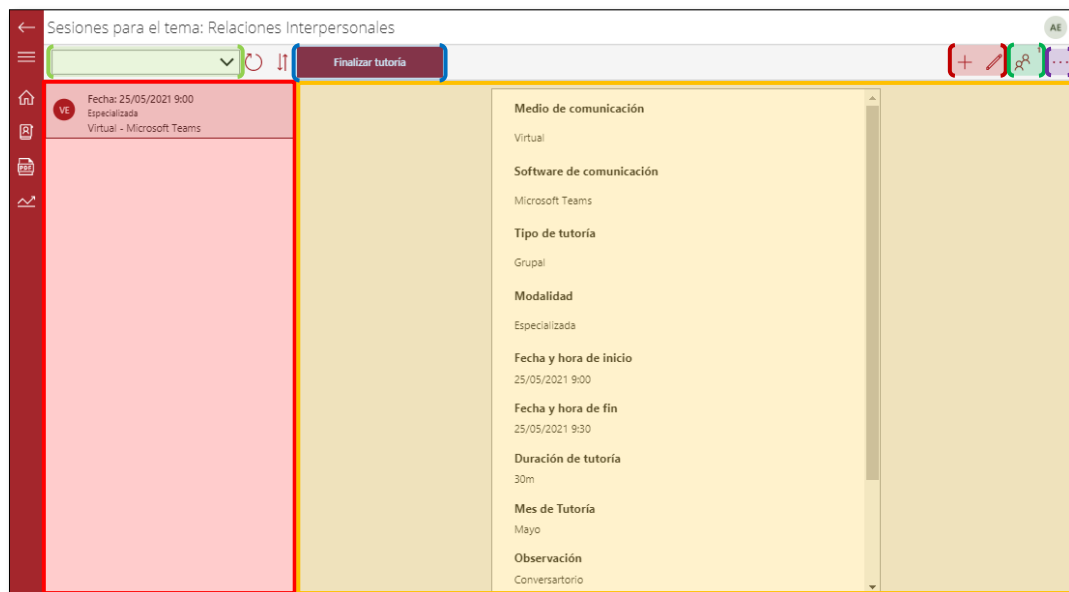 Sesiones para el tema: Relaciones Interpersonales
AE
Finalizar tutoría
1
VE
Fecha: 25/05/2021 9:00
Especializada
Virtual - Microsoft Teams
PDF
Medio de comunicación
Virtual
Software de comunicación
Microsoft Teams
Tipo de tutoría
Grupal
Modalidad
Especializada
Fecha y hora de inicio
25/05/2021 9:00
Fecha y hora de fin
25/05/2021 9:30
Duración de tutoría
30m
Mes de Tutoría
Mayo
Observación
Conversartorio